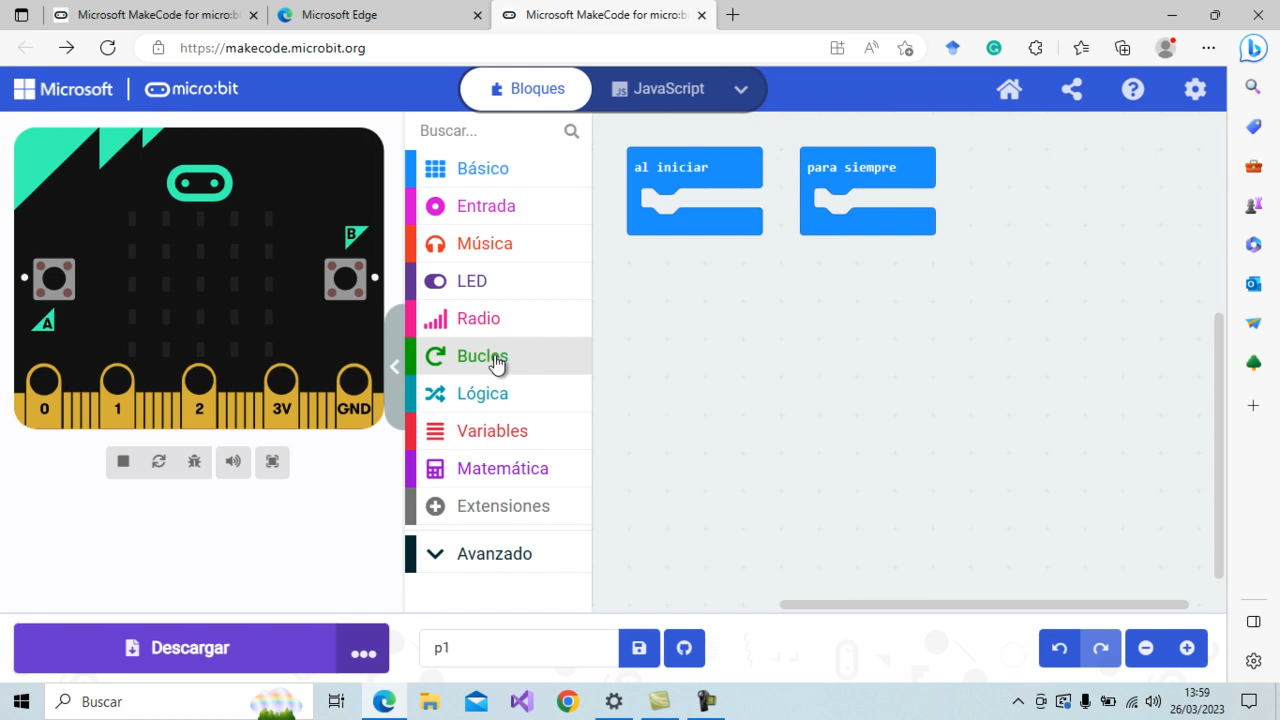 Bloques Microsoft MakeCode for micro:b
Microsoft Edge
Bloques Microsoft MakeCode for micro:b
https://makecode.microbit.org
Microsoft
micro:bit
Bloques
JavaScript
Buscar...
Básico
Entrada
Música
LED
Radio
Bucles
Lógica
Variables
Matemática
Extensiones
Avanzado
al iniciar
para siempre
A
B
0 1 2 3V GND
Descargar
p1
Buscar
13:59
26/03/2023